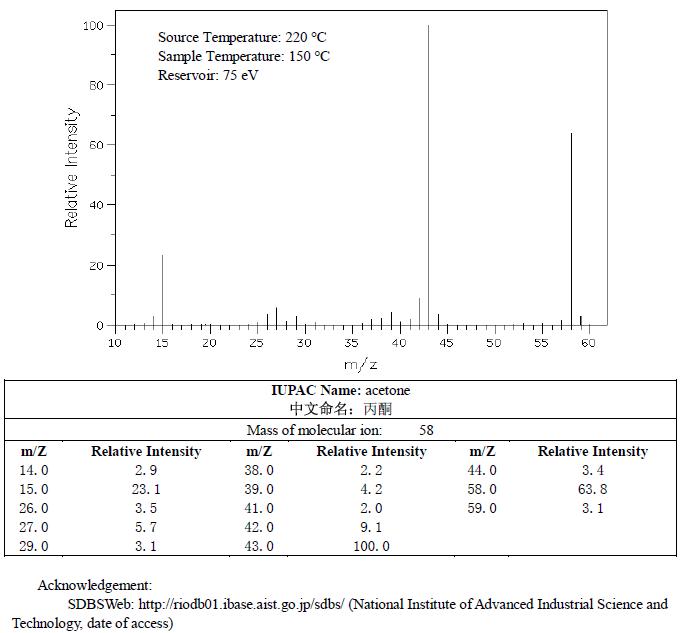 100
Source Temperature: 220 °C
Sample Temperature: 150 °C
Reservoir: 75 eV
80
60
40
20
0
Relative Intensity
10 15 20 25 30 35 40 45 50 55 60
m/z
IUPAC Name: acetone
中文命名：丙酮
Mass of molecular ion: 58
m/Z Relative Intensity m/Z Relative Intensity m/Z Relative Intensity
14.0 2.9 38.0 2.2 44.0 3.4
15.0 23.1 39.0 4.2 58.0 63.8
26.0 3.5 41.0 2.0 59.0 3.1
27.0 5.7 42.0 9.1
29.0 3.1 43.0 100.0
Acknowledgement:
SDBSWeb: http://riodb01.ibase.aist.go.jp/sdbs/ (National Institute of Advanced Industrial Science and
Technology, date of access)